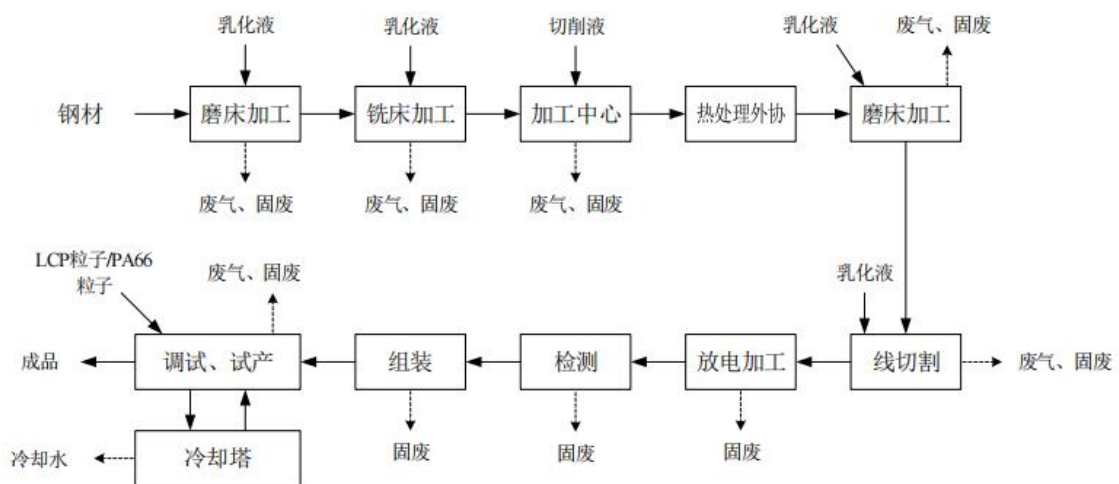 乳化液
乳化液
切削液
乳化液
废气、固废
钢材
磨床加工
铣床加工
加工中心
热处理外协
磨床加工
废气、固废
废气、固废
废气、固废
LCP粒子/PA66
粒子
废气、固废
乳化液
成品
调试、试产
组装
检测
放电加工
线切割
废气、固废
冷却水
冷却塔
固废
固废
固废